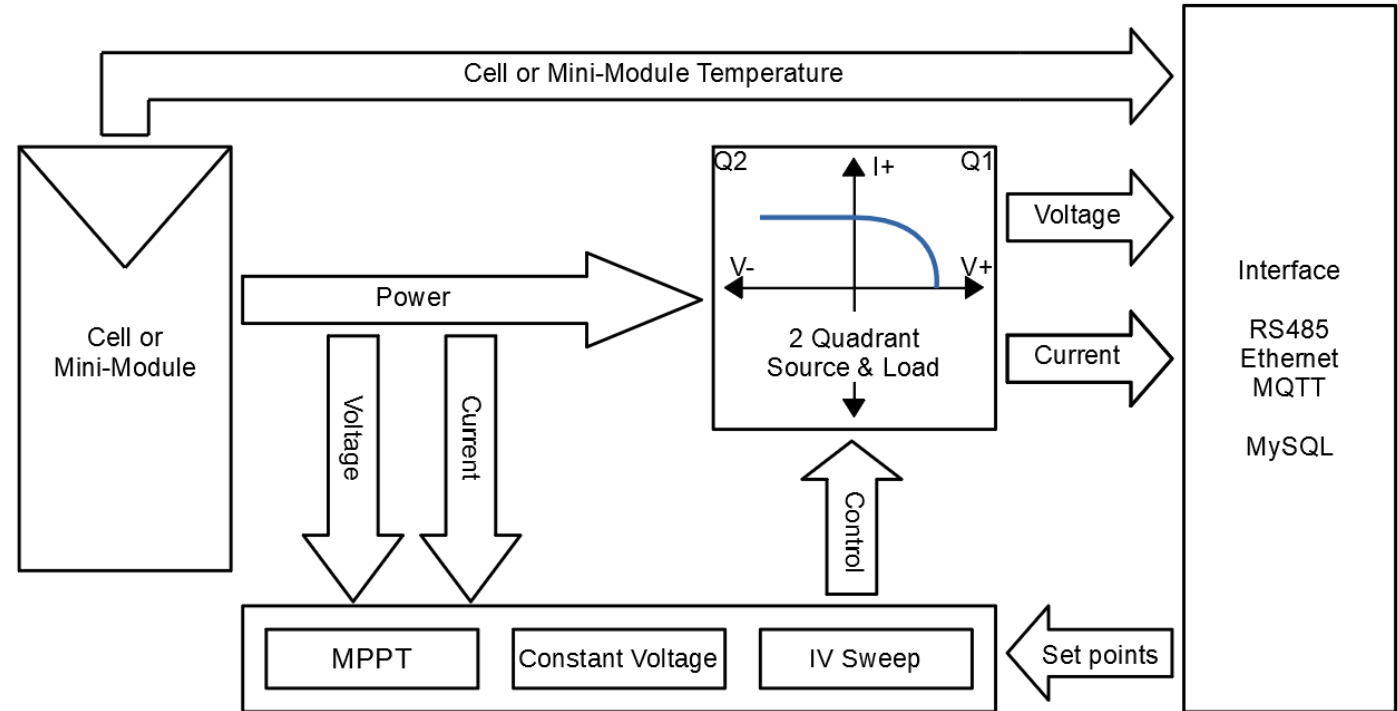 Cell or Mini-Module Temperature
Q2
Q1
I+
V-
V+
2 Quadrant
Source & Load
Voltage
Current
Power
Cell or
Mini-Module
Voltage
Current
Control
Interface
RS485
Ethernet
MQTT
MySQL
MPPT
Constant Voltage
IV Sweep
Set points